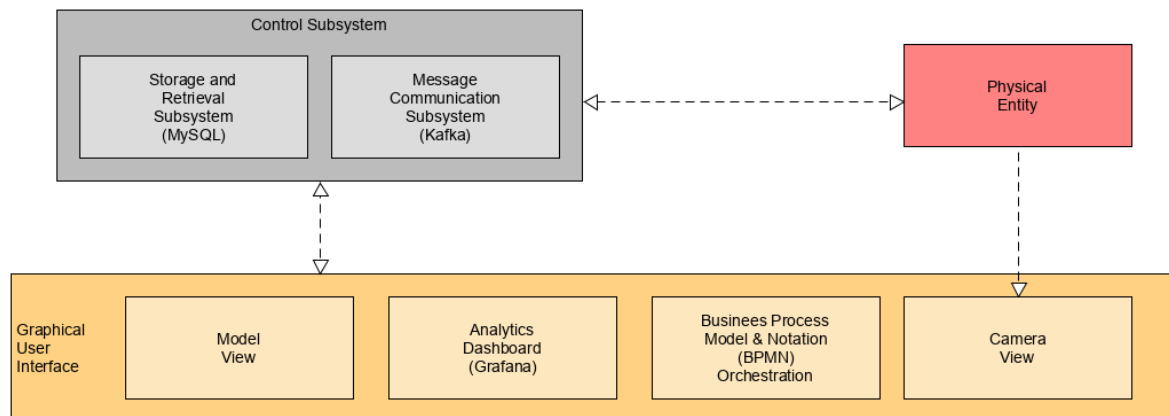 Control Subsystem
Storage and
Retrieval
Subsystem
(MySQL)
Message
Communication
Subsystem
(Kafka)
Physical
Entity
Graphical
User
Interface
Model
View
Analytics
Dashboard
(Grafana)
Businees Process
Model & Notation
(BPMN)
Orchestration
Camera
View